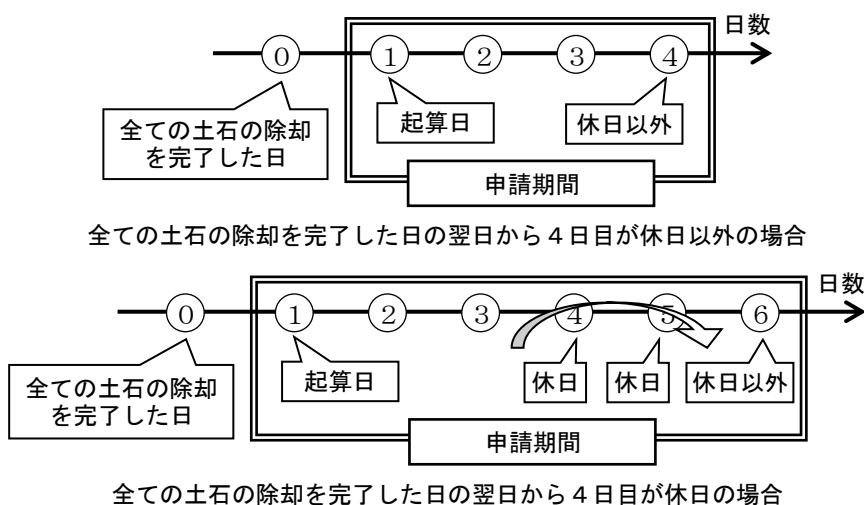 日数
0
1
2
3
4
全ての土石の除却
を完了した日
起算日
休日以外
申請期間
全ての土石の除却を完了した日の翌日から4日目が休日以外の場合
日数
0
1
2
3
4
5
6
全ての土石の除却
を完了した日
起算日
休日
休日
休日以外
申請期間
全ての土石の除却を完了した日の翌日から4日目が休日の場合